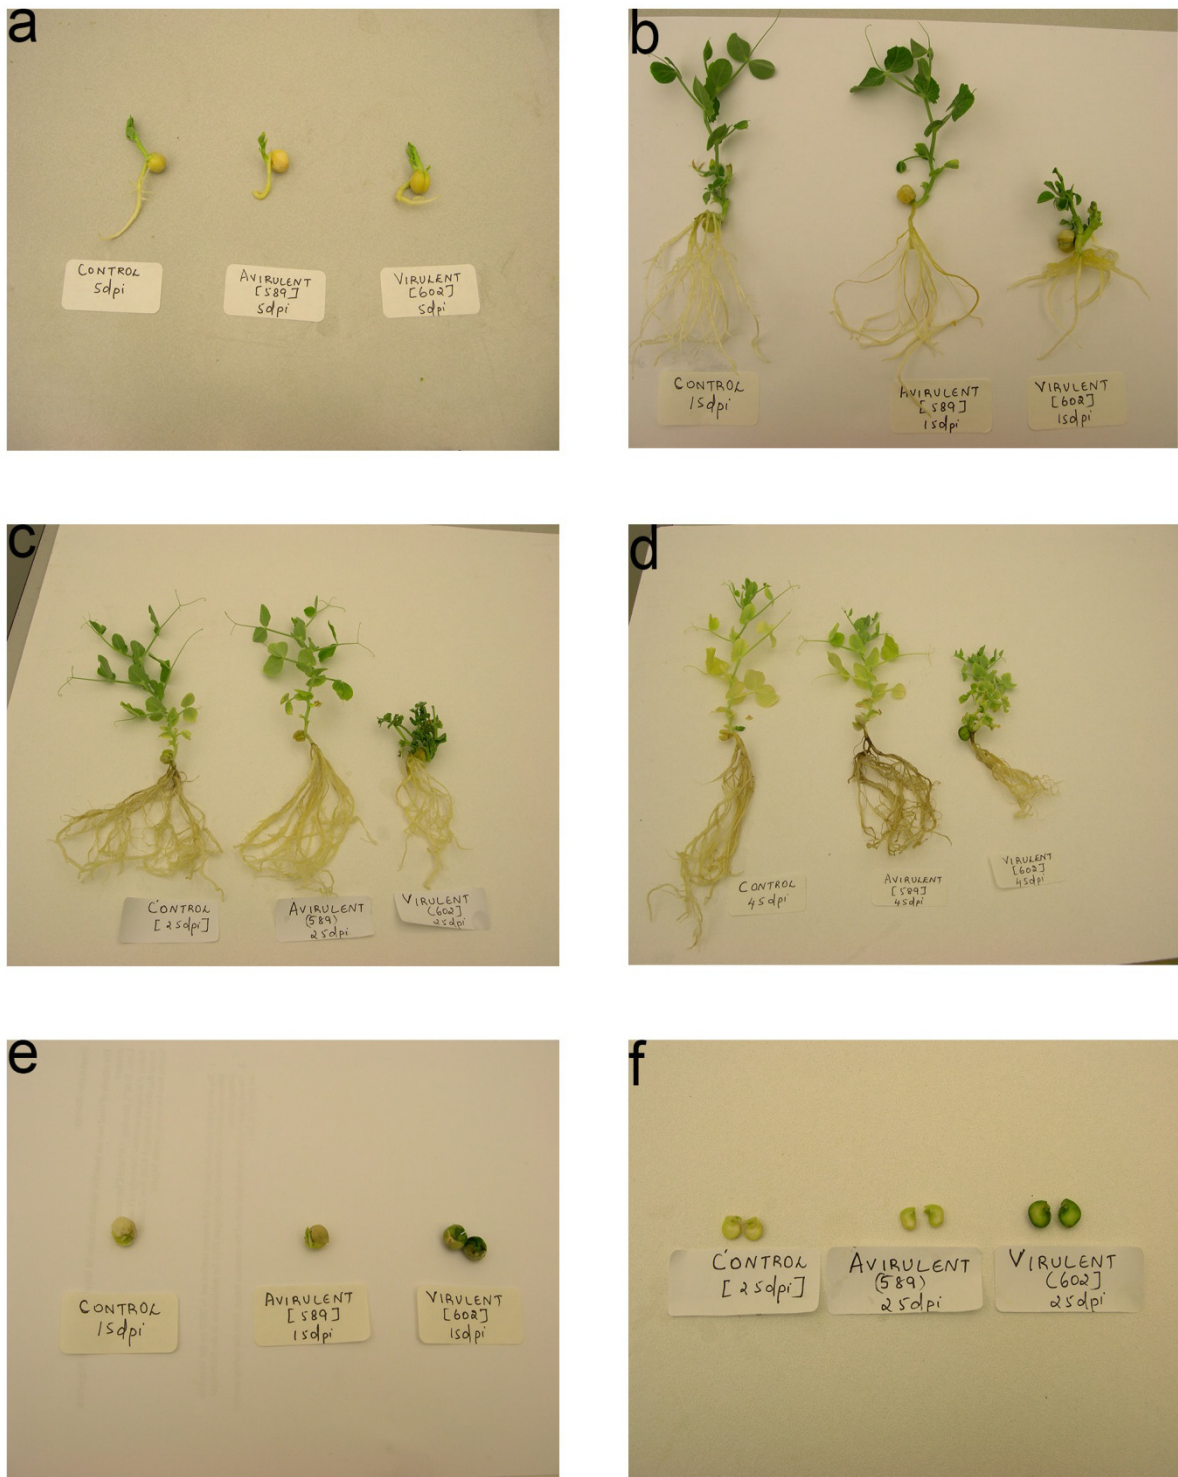 a
CONTROL
5dpi
AVIRULENT
[589]
5dpi
VIRULENT
[602]
5dpi
b
CONTROL
15dpi
AVIRULENT
[589]
15dpi
VIRULENT
[602]
15dpi
c
CONTROL
[25dpi]
AVIRULENT
(589)
25dpi
VIRULENT
(602]
25dpi
d
CONTROL
45dpi
AVIRULENT
[589]
45dpi
VIRULENT
[602]
45dpi
e
CONTROL
15dpi
AVIRULENT
[589]
15dpi
VIRULENT
[602]
15dpi
f
CONTROL
[25dpi]
AVIRULENT
(589)
25dpi
VIRULENT
(602]
25dpi